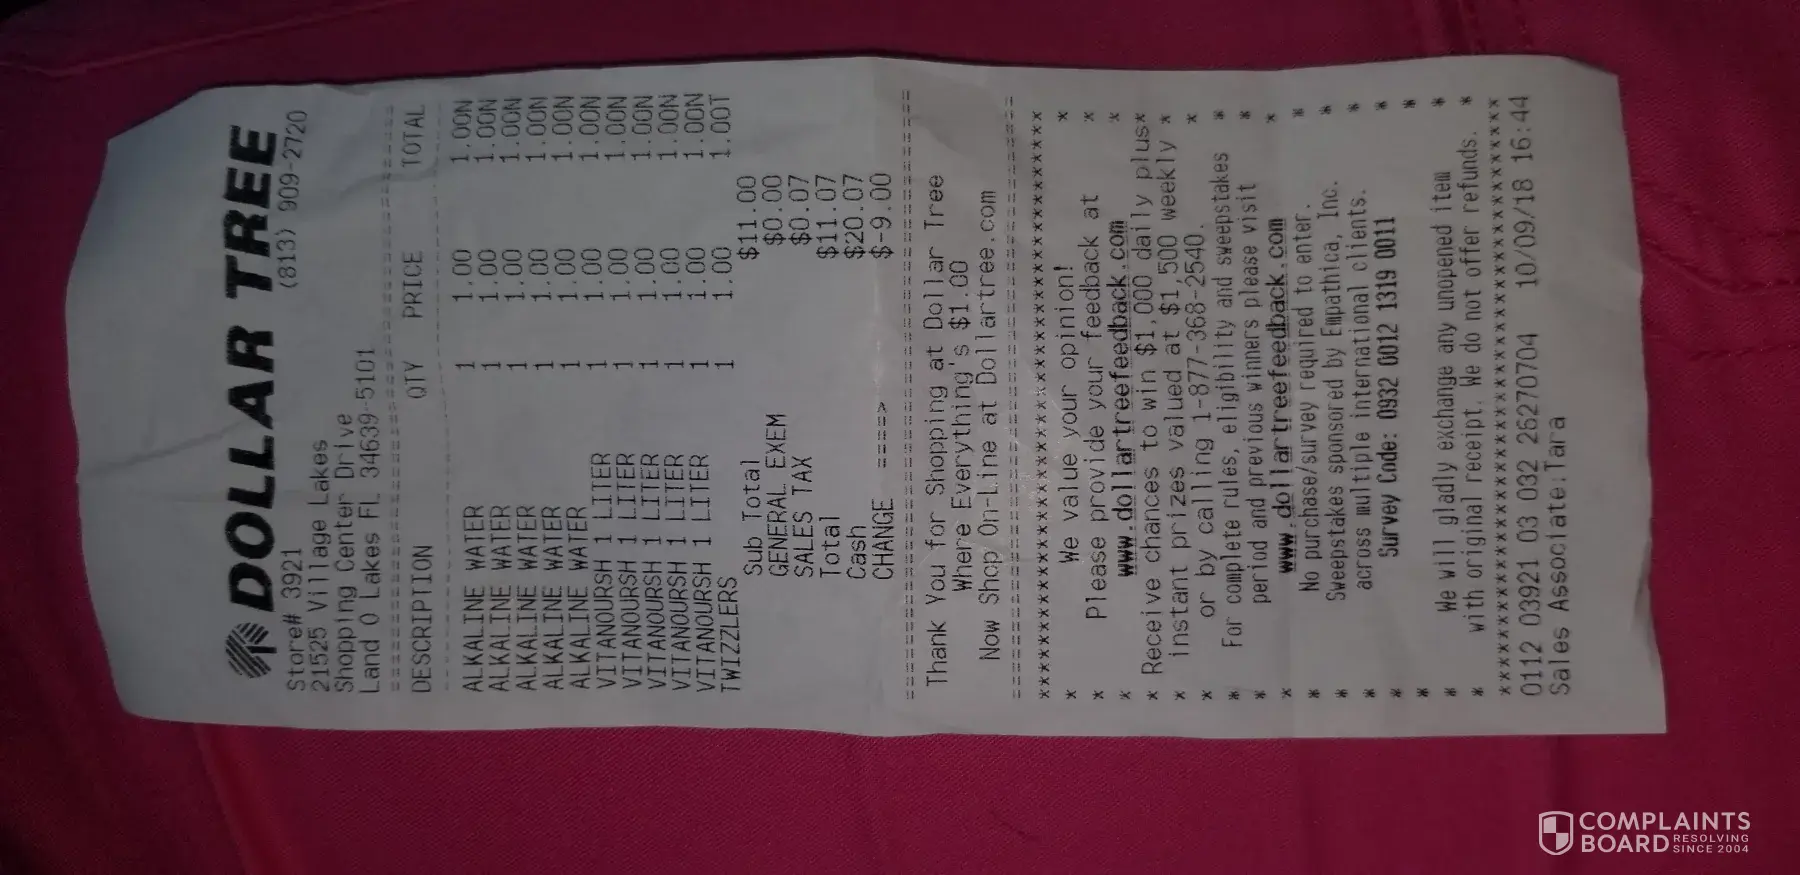 DOLLAR TREE
Store# 3921 (813) 909-2720
21525 Village Lakes
Shopping Center Drive
Land O Lakes FL 34639-5101
DESCRIPTION QTY PRICE TOTAL
ALKALINE WATER 1 1.00 1.00N
ALKALINE WATER 1 1.00 1.00N
ALKALINE WATER 1 1.00 1.00N
ALKALINE WATER 1 1.00 1.00N
ALKALINE WATER 1 1.00 1.00N
VITANOURSH 1 LITER 1 1.00 1.00N
VITANOURSH 1 LITER 1 1.00 1.00N
VITANOURSH 1 LITER 1 1.00 1.00N
VITANOURSH 1 LITER 1 1.00 1.00N
VITANOURSH 1 LITER 1 1.00 1.00N
TWIZZLERS 1 1.00 1.00T
Sub Total $11.00
GENERAL EXEM $0.00
SALES TAX $0.07
Total $11.07
Cash $20.07
CHANGE ====> $-9.00
Thank You for Shopping at Dollar Tree
Where Everything's $1.00
Now Shop On-Line at Dollartree.com
* We value your opinion! *
* Please provide your feedback at *
* www.dollartreefeedback.com *
* Receive chances to win $1,000 daily plus*
* instant prizes valued at $1,500 weekly *
* or by calling 1-877-368-2540. *
* For complete rules, eligibility and sweepstakes *
* period and previous winners please visit *
* www.dollartreefeedback.com *
* No purchase/survey required to enter. *
* Sweepstakes sponsored by Empathica, Inc. *
* across multiple international clients. *
* Survey Code: 0932 0012 1319 0011 *
* We will gladly exchange any unopened item *
* with original receipt. We do not offer refunds. *
0112 03921 03 032 25270704 10/09/18 16:44
Sales Associate:Tara
COMPLAINTS
BOARD RESOLVING SINCE 2004